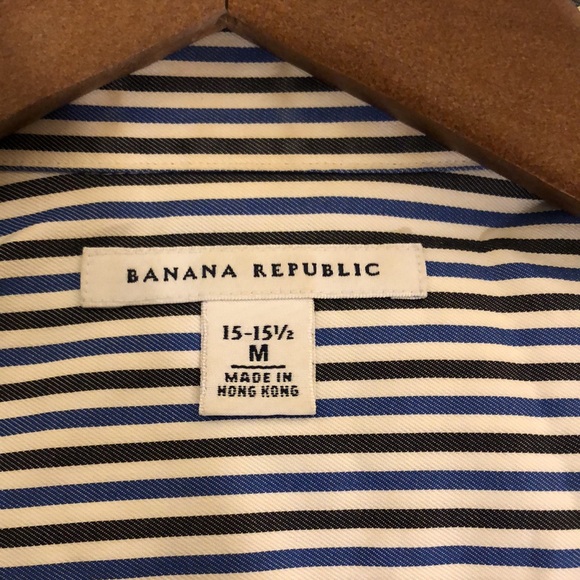 BANANA REPUBLIC
15-15½
M
MADE IN
HONG KONG